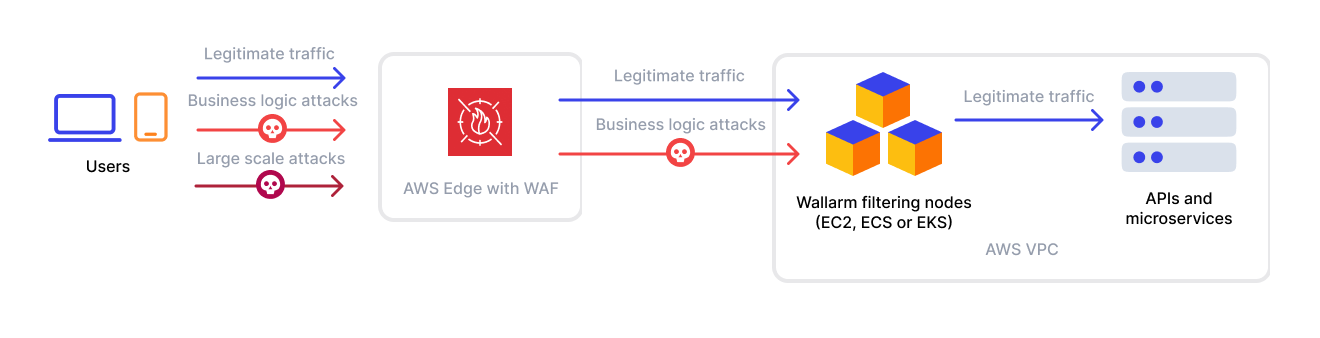 Legitimate traffic
Business logic attacks
Large scale attacks
Users
AWS Edge with WAF
Legitimate traffic
Business logic attacks
Wallarm filtering nodes
(EC2, ECS or EKS)
Legitimate traffic
APIs and
microservices
AWS VPC